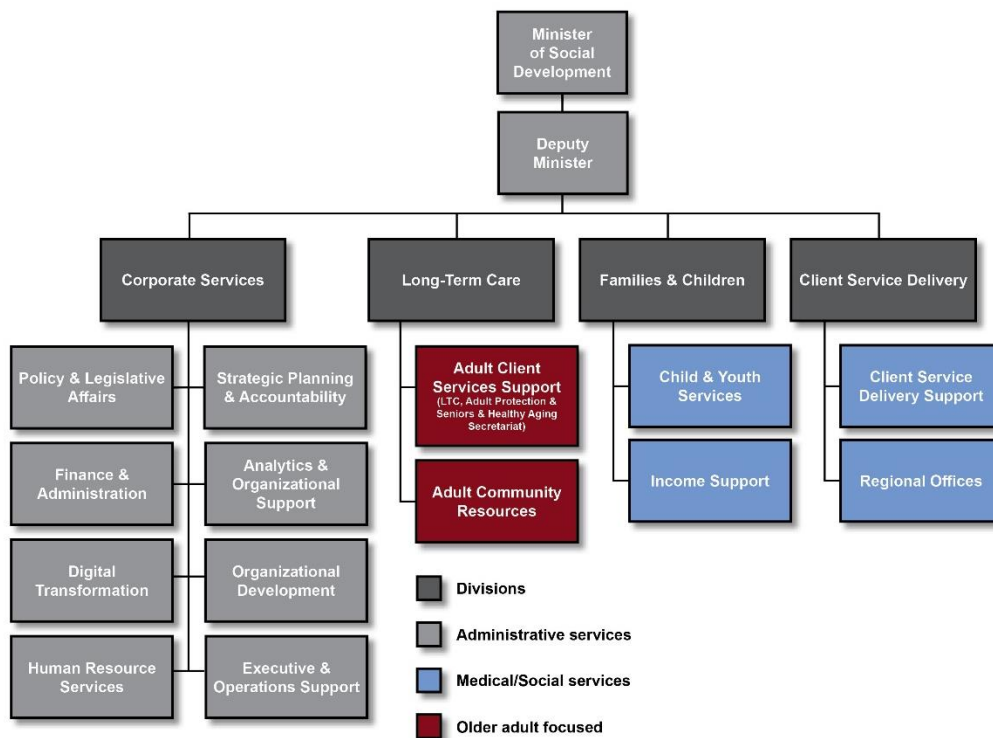 Minister
of Social
Development
Deputy
Minister
Corporate Services
Long-Term Care
Families & Children
Client Service Delivery
Policy & Legislative
Affairs
Strategic Planning
& Accountability
Finance &
Administration
Analytics &
Organizational
Support
Digital
Transformation
Organizational
Development
Human Resource
Services
Executive &
Operations Support
Adult Client
Services Support
(LTC, Adult Protection &
Seniors & Healthy Aging
Secretariat)
Adult Community
Resources
Child & Youth
Services
Income Support
Client Service
Delivery Support
Regional Offices
Divisions
Administrative services
Medical/Social services
Older adult focused